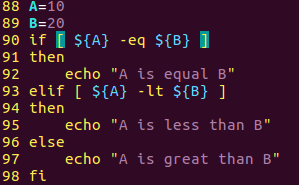 88 A=10
89 B=20
90 if [ ${A} -eq ${B} ]
91 then
92     echo "A is equal B"
93 elif [ ${A} -lt ${B} ]
94 then
95     echo "A is less than B"
96 else
97     echo "A is great than B"
98 fi